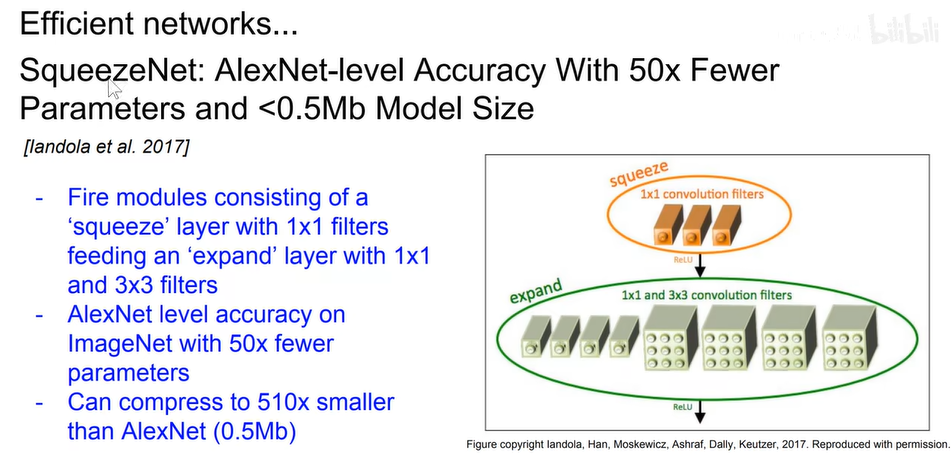 Efficient networks...
bilibili
SqueezeNet: AlexNet-level Accuracy With 50x Fewer
Parameters and <0.5Mb Model Size
[Iandola et al. 2017]
- Fire modules consisting of a
‘squeeze’ layer with 1x1 filters
feeding an ‘expand’ layer with 1x1
and 3x3 filters
- AlexNet level accuracy on
ImageNet with 50x fewer
parameters
- Can compress to 510x smaller
than AlexNet (0.5Mb)
squeeze
1x1 convolution filters
ReLU
expand
1x1 and 3x3 convolution filters
ReLU
Figure copyright Iandola, Han, Moskewicz, Ashraf, Dally, Keutzer, 2017. Reproduced with permission.